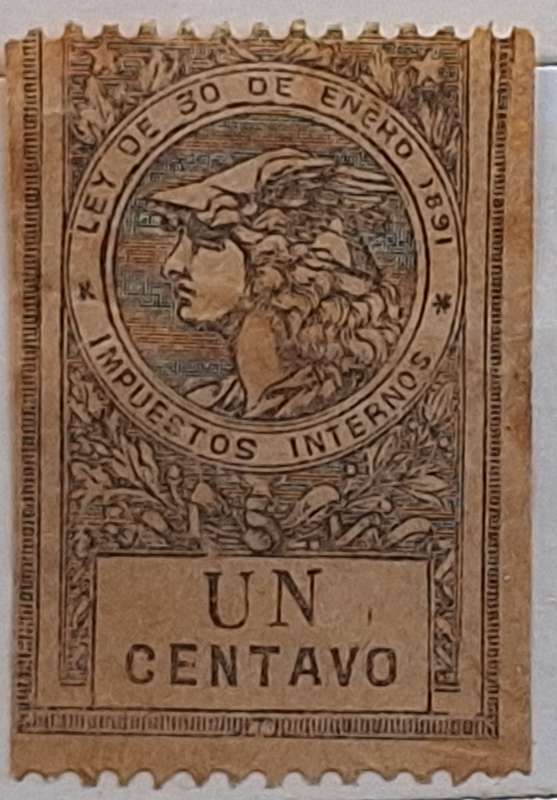 LEY DE 30 DE ENERO 1891
* IMPUESTOS INTERNOS *
UN
CENTAVO